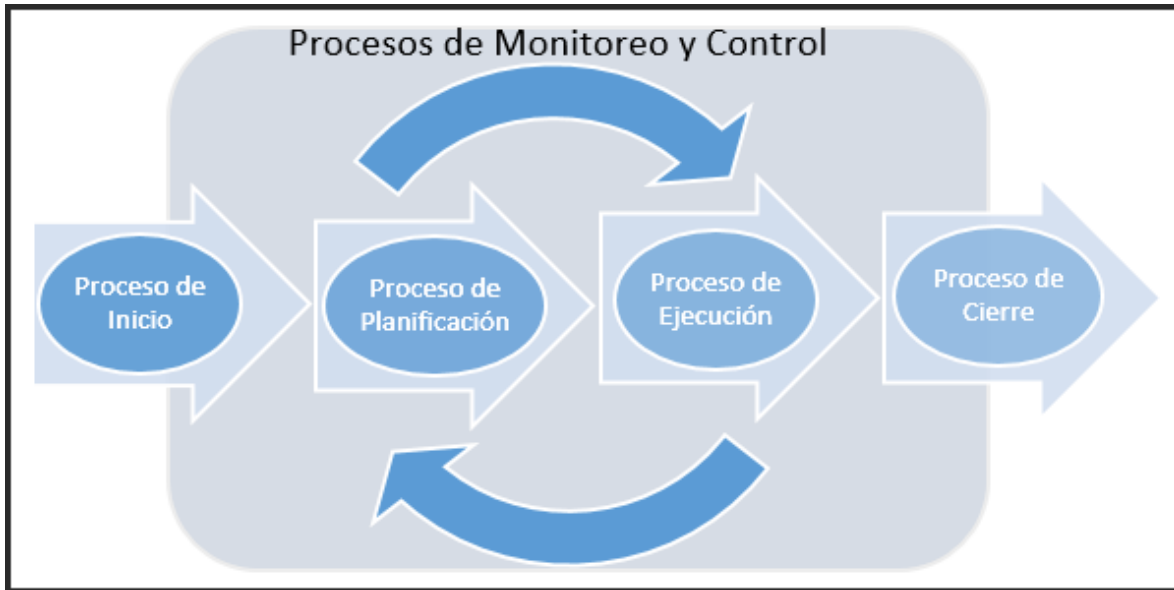 Procesos de Monitoreo y Control
Proceso de
Inicio
Proceso de
Planificación
Proceso de
Ejecución
Proceso de
Cierre